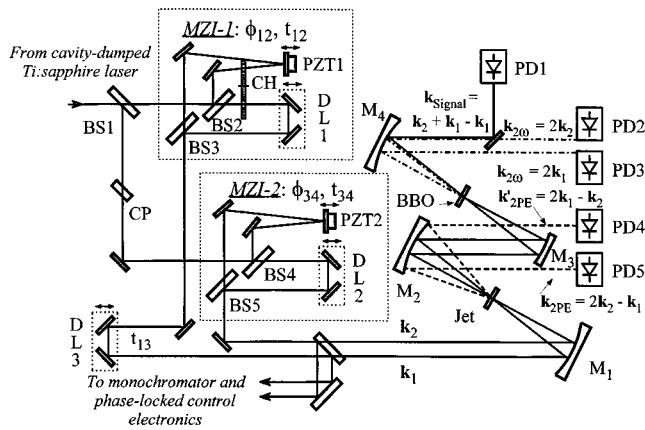 MZI-1: ϕ12, t12
From cavity-dumped
Ti:sapphire laser
PZT1
CH
PD1
kSignal =
k2 + k1 - k1
M4
k2ω = 2k2
PD2
BS1
BS2
BS3
D
L
1
PD3
k2ω = 2k1
BBO
k'2PE = 2k1 - k2
CP
MZI-2: ϕ34, t34
PZT2
PD4
M3
BS4
BS5
D
L
2
M2
PD5
k2PE = 2k2 - k1
Jet
D
L
3
t13
k2
k1
M1
To monochromator and
phase-locked control
electronics